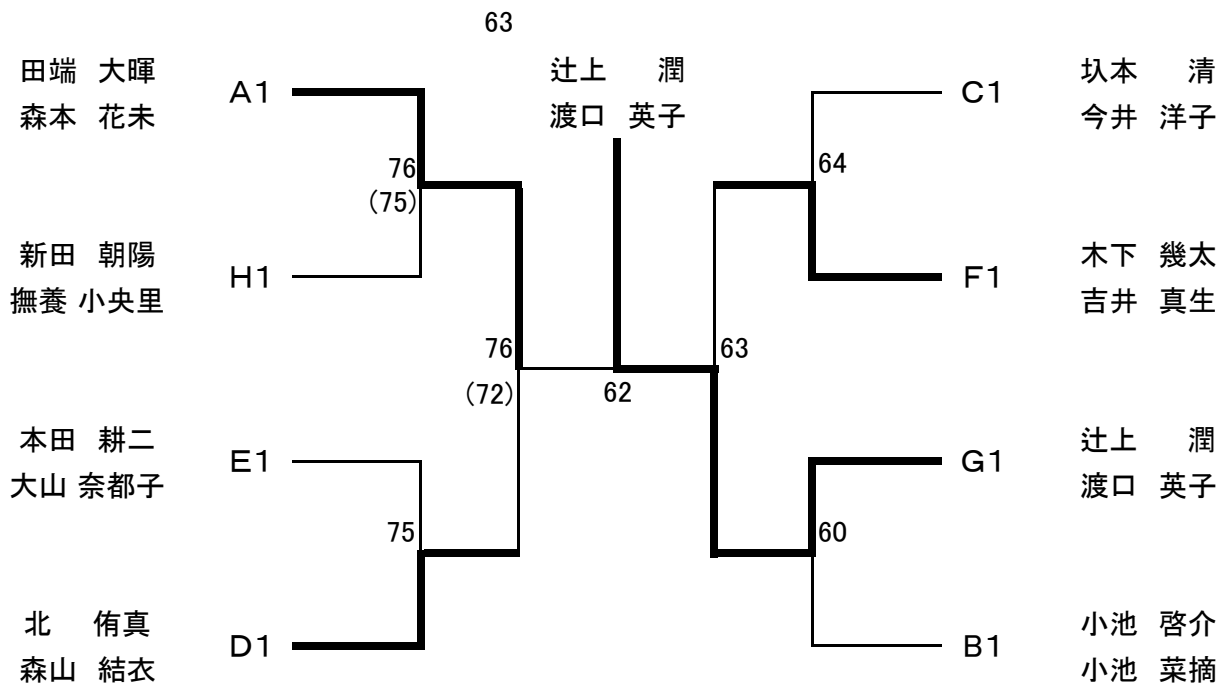 63
辻上 潤
渡口 英子
田端 大暉
森本 花未
A1
76
(75)
新田 朝陽
撫養 小央里
H1
76
(72)
本田 耕二
大山 奈都子
E1
75
北 侑真
森山 結衣
D1
62
圦本 清
今井 洋子
C1
64
木下 幾太
吉井 真生
F1
63
辻上 潤
渡口 英子
G1
60
小池 啓介
小池 菜摘
B1